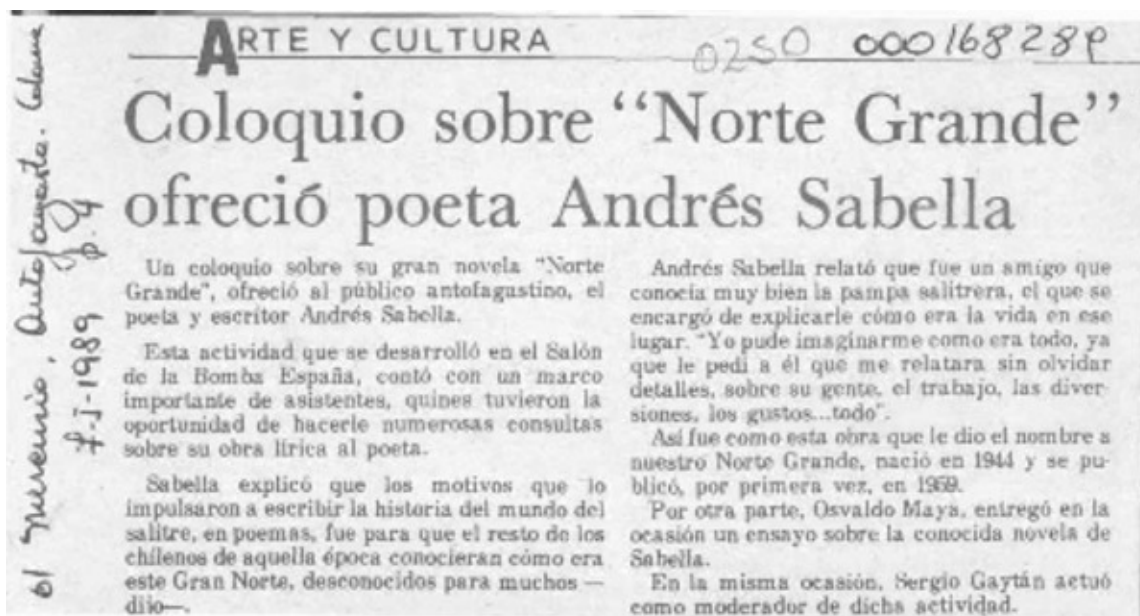 ARTE Y CULTURA
0250 000168289
Coloquio sobre “Norte Grande”
ofreció poeta Andrés Sabella
Un coloquio sobre su gran novela "Norte
Grande", ofreció al público antofagastino, el
poeta y escritor Andrés Sabella.
Esta actividad que se desarrolló en el Salón
de la Bomba España, contó con un marco
importante de asistentes, quines tuvieron la
oportunidad de hacerle numerosas consultas
sobre su obra lírica al poeta.
Sabella explicó que los motivos que lo
impulsaron a escribir la historia del mundo del
salitre, en poemas, fue para que el resto de los
chilenos de aquella época conocieran cómo era
este Gran Norte, desconocidos para muchos —
dijo—.
Andrés Sabella relató que fue un amigo que
conocía muy bien la pampa salitrera, el que se
encargó de explicarle cómo era la vida en ese
lugar. "Yo pude imaginarme como era todo, ya
que le pedí a él que me relatara sin olvidar
detalles, sobre su gente, el trabajo, las diver-
siones, los gustos...todo".
Así fue como esta obra que le dio el nombre a
nuestro Norte Grande, nació en 1944 y se pu-
blicó, por primera vez, en 1959.
Por otra parte, Osvaldo Maya, entregó en la
ocasión un ensayo sobre la conocida novela de
Sabella.
En la misma ocasión, Sergio Gaytán actuó
como moderador de dicha actividad.
el Mercurio, Antofagasta.
7-I-1989 p. 4